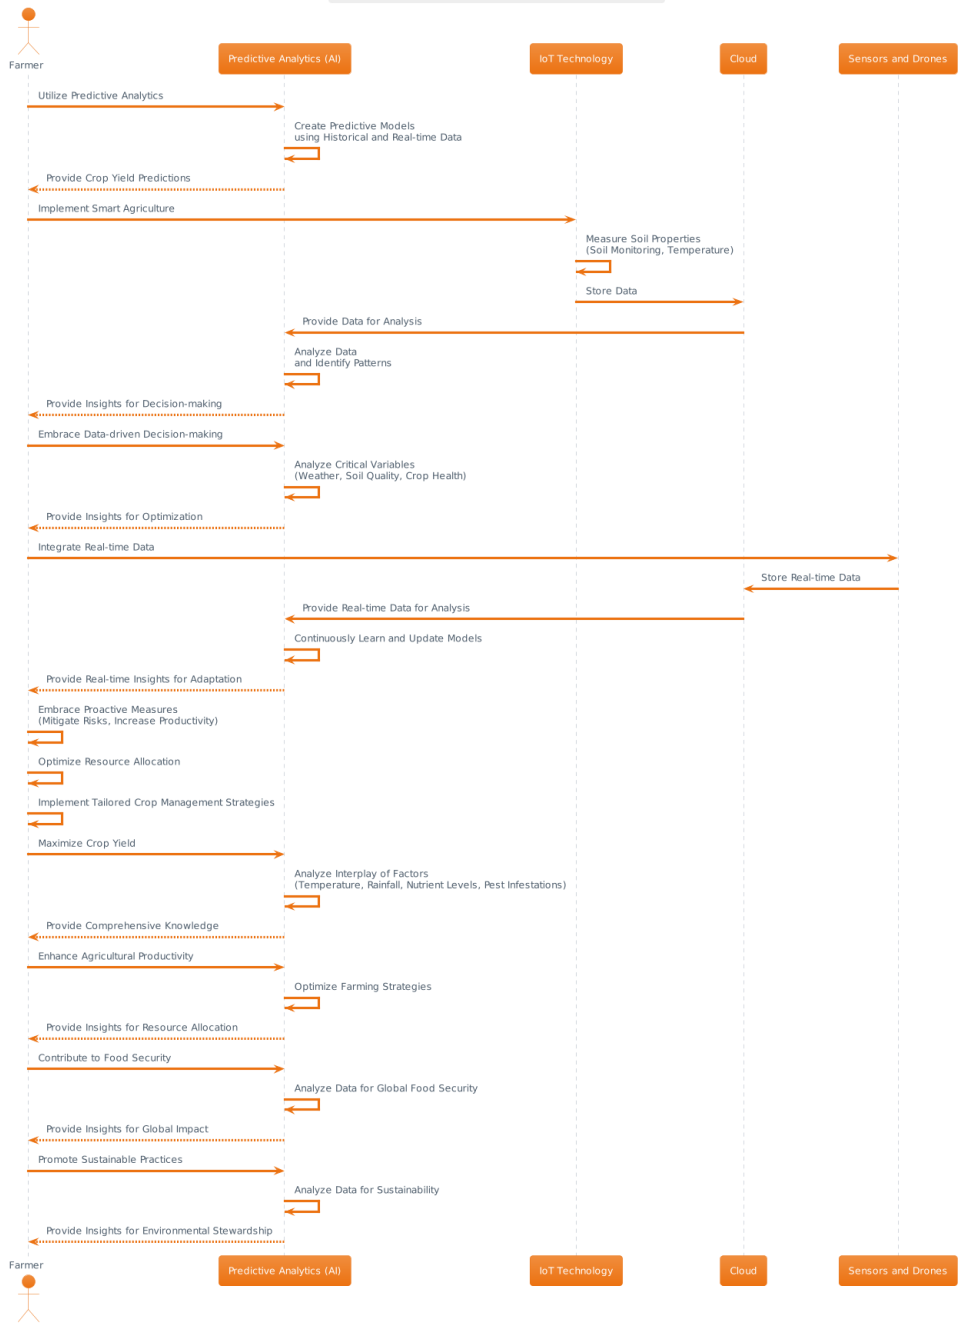 Farmer
Predictive Analytics (AI)
IoT Technology
Cloud
Sensors and Drones
Utilize Predictive Analytics
Create Predictive Models
using Historical and Real-time Data
Provide Crop Yield Predictions
Implement Smart Agriculture
Measure Soil Properties
(Soil Monitoring, Temperature)
Store Data
Provide Data for Analysis
Analyze Data
and Identify Patterns
Provide Insights for Decision-making
Embrace Data-driven Decision-making
Analyze Critical Variables
(Weather, Soil Quality, Crop Health)
Provide Insights for Optimization
Integrate Real-time Data
Store Real-time Data
Provide Real-time Data for Analysis
Continuously Learn and Update Models
Provide Real-time Insights for Adaptation
Embrace Proactive Measures
(Mitigate Risks, Increase Productivity)
Optimize Resource Allocation
Implement Tailored Crop Management Strategies
Maximize Crop Yield
Analyze Interplay of Factors
(Temperature, Rainfall, Nutrient Levels, Pest Infestations)
Provide Comprehensive Knowledge
Enhance Agricultural Productivity
Optimize Farming Strategies
Provide Insights for Resource Allocation
Contribute to Food Security
Analyze Data for Global Food Security
Provide Insights for Global Impact
Promote Sustainable Practices
Analyze Data for Sustainability
Provide Insights for Environmental Stewardship
Farmer
Predictive Analytics (AI)
IoT Technology
Cloud
Sensors and Drones